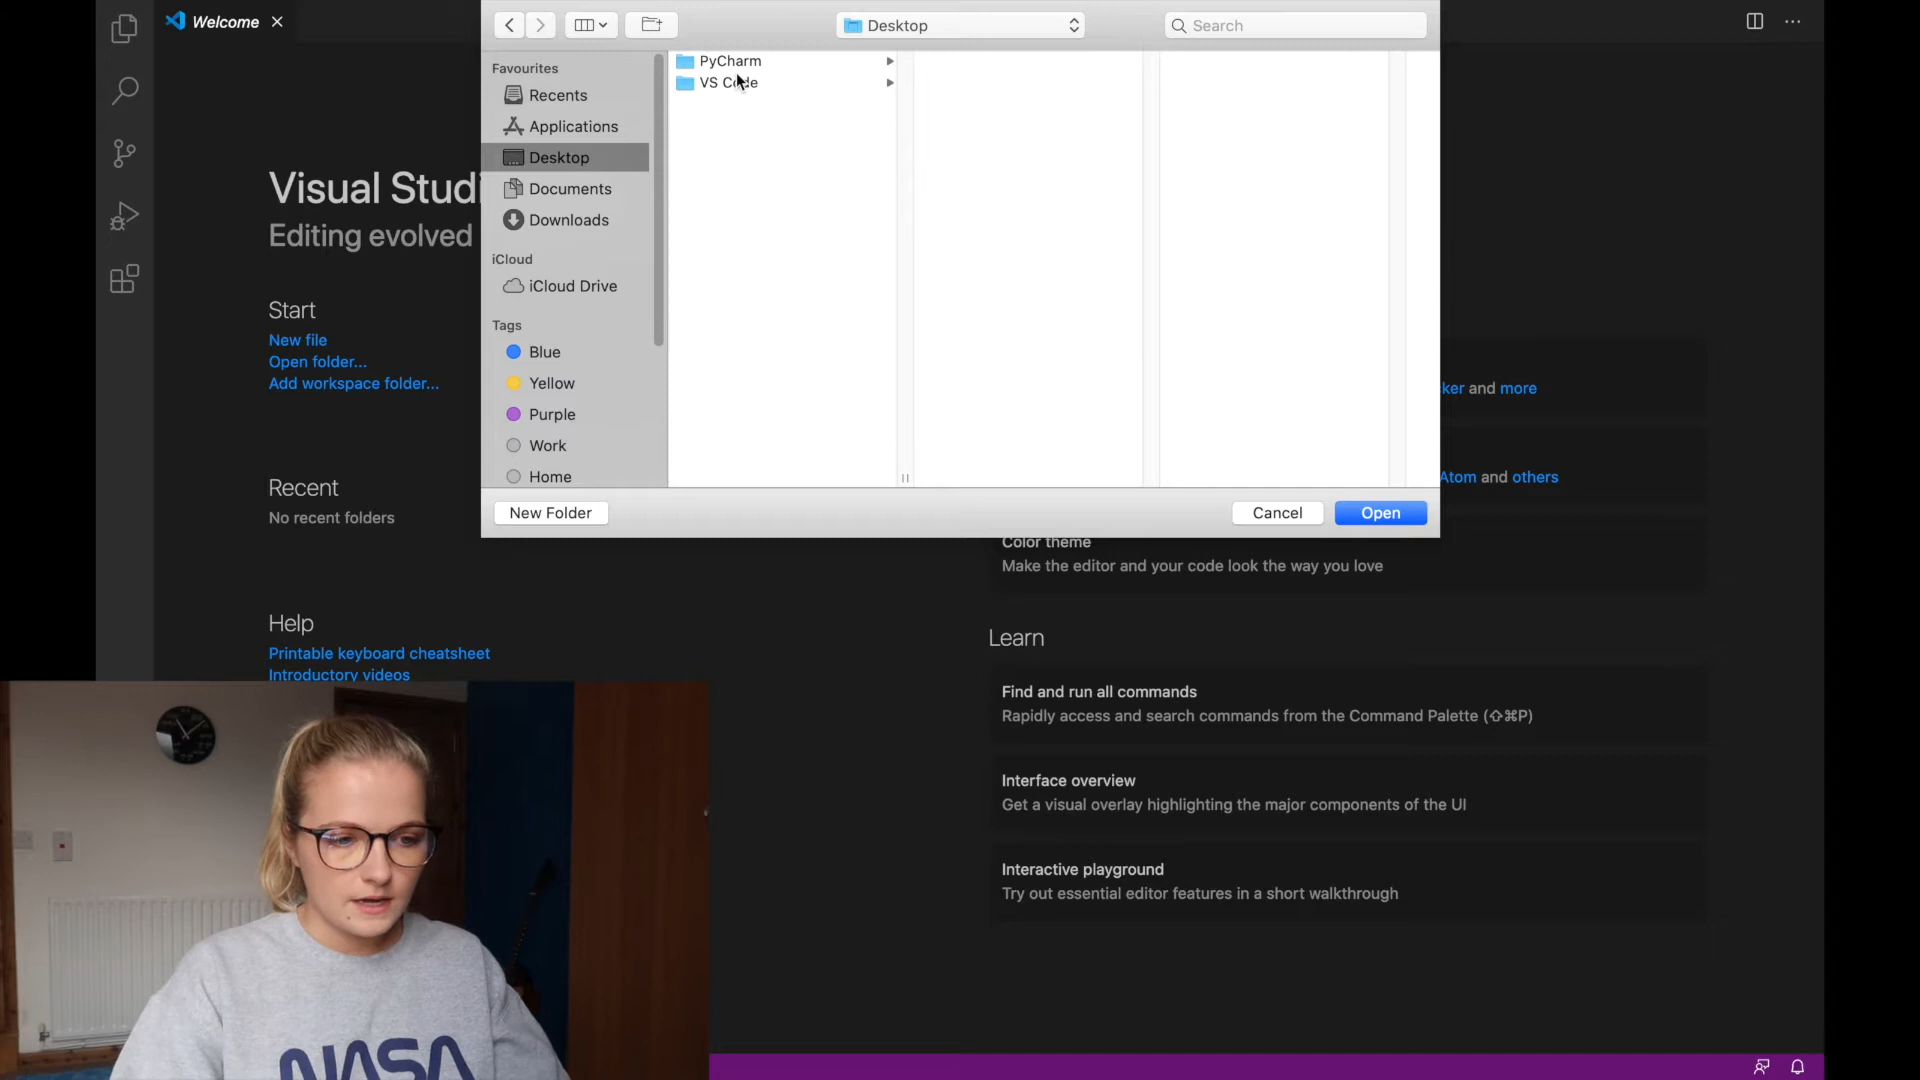 Welcome
Desktop
Search
Favourites
Recents
Applications
Desktop
Documents
Downloads
iCloud
iCloud Drive
Tags
Blue
Yellow
Purple
Work
Home
PyCharm
VS Code
New Folder
Cancel
Open
Visual Studi
Editing evolved
Start
New file
Open folder...
Add workspace folder...
Recent
No recent folders
Help
Printable keyboard cheatsheet
Introductory videos
ker and more
Atom and others
Color theme
Make the editor and your code look the way you love
Learn
Find and run all commands
Rapidly access and search commands from the Command Palette (⇧⌘P)
Interface overview
Get a visual overlay highlighting the major components of the UI
Interactive playground
Try out essential editor features in a short walkthrough
NASA